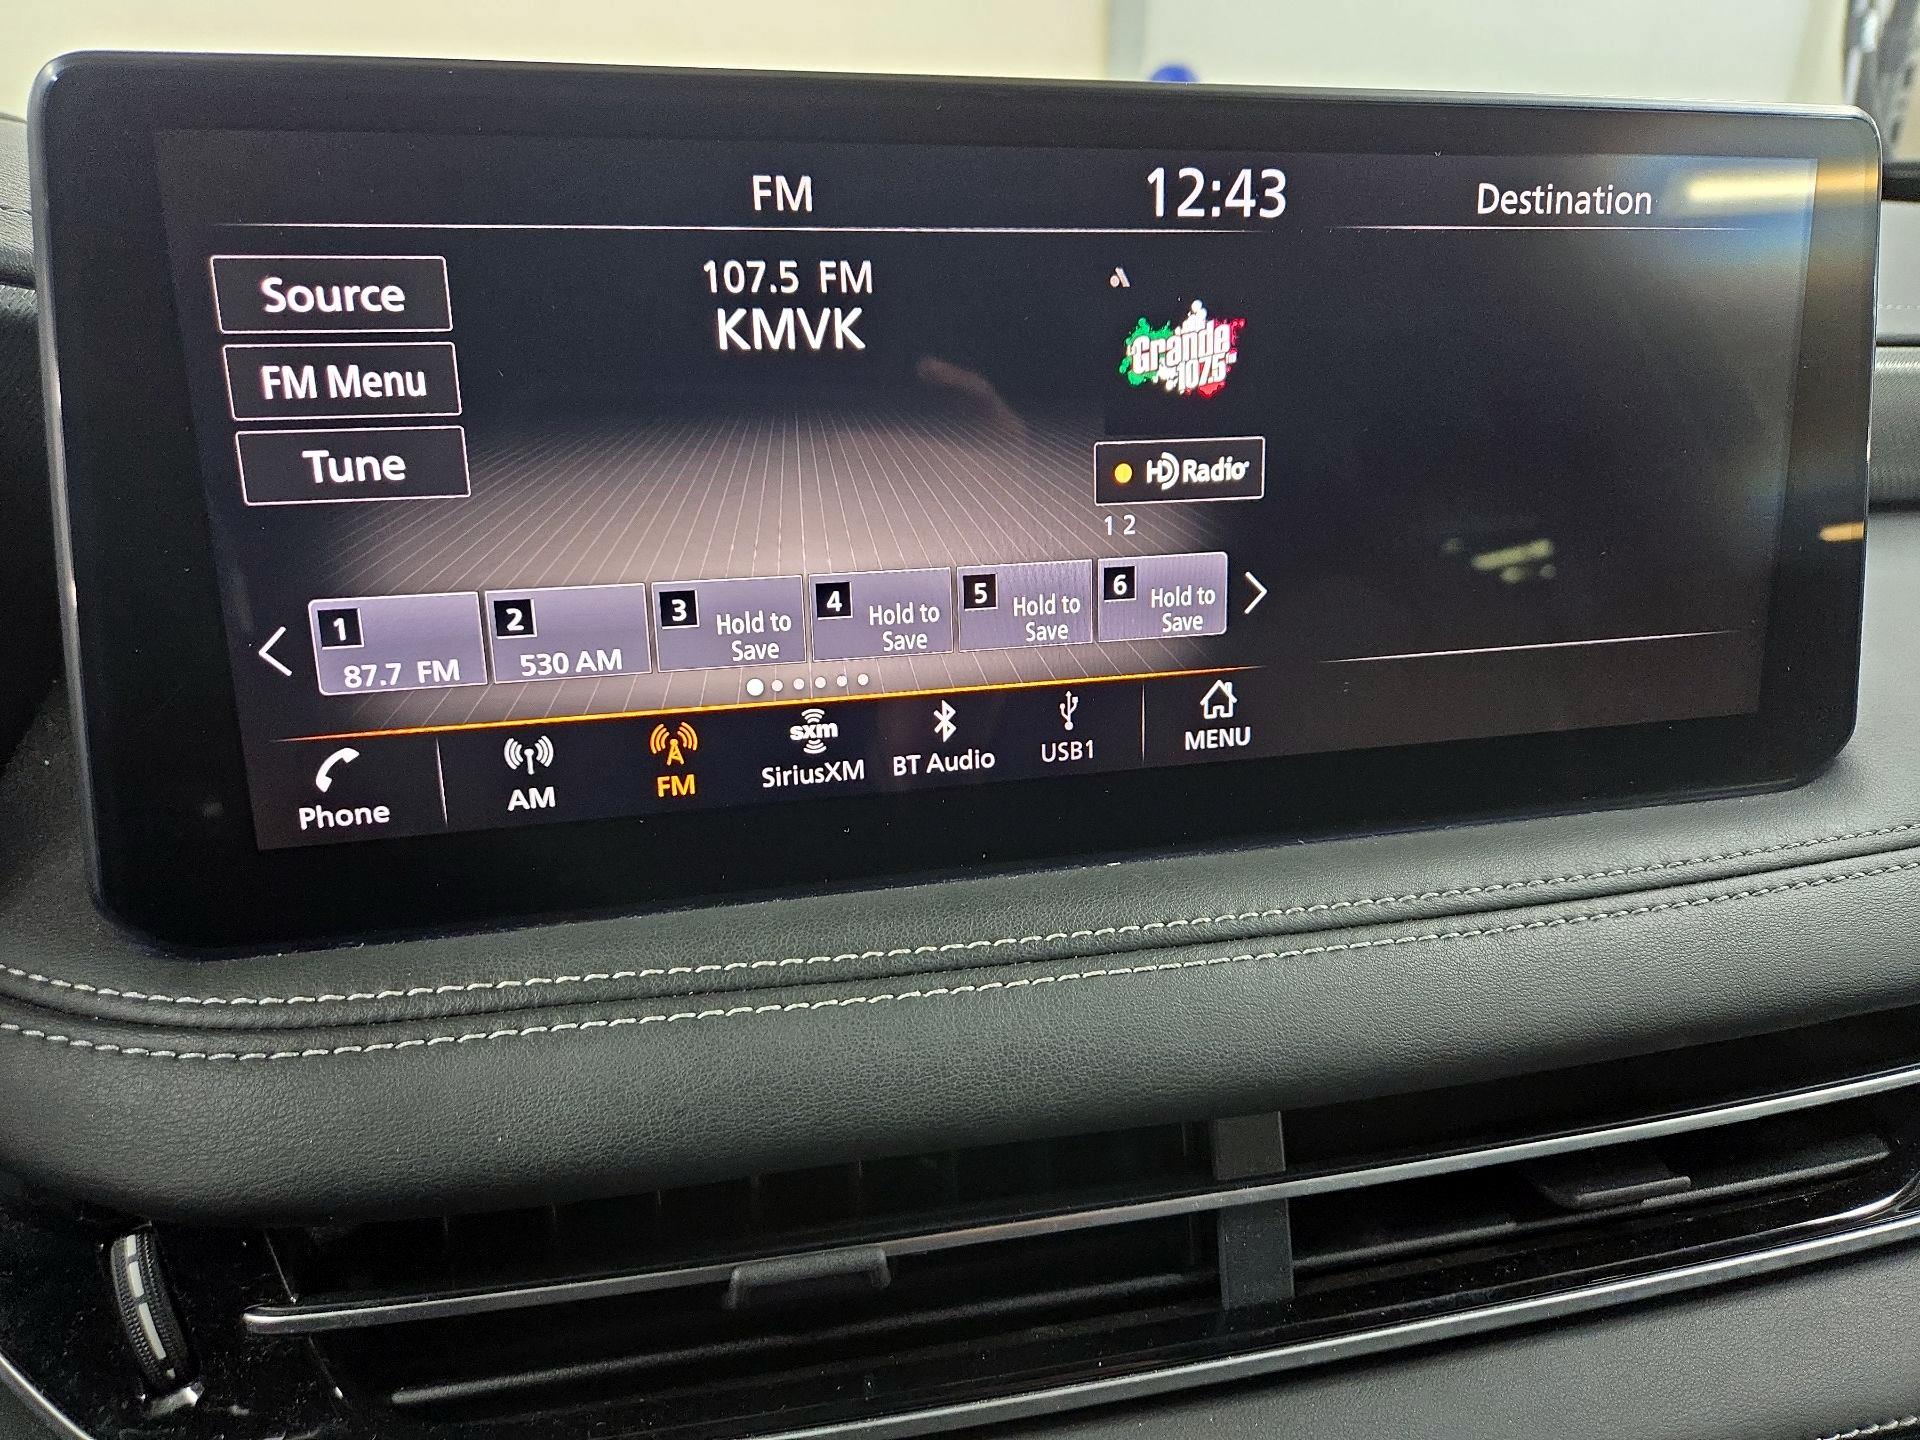 FM
12:43
Destination
Source
FM Menu
Tune
107.5 FM
KMVK
La
Grande
107.5
HD Radio
1 2
1
87.7 FM
2
530 AM
3
Hold to
Save
4
Hold to
Save
5
Hold to
Save
6
Hold to
Save
Phone
AM
FM
sxm
SiriusXM
BT Audio
USB1
MENU